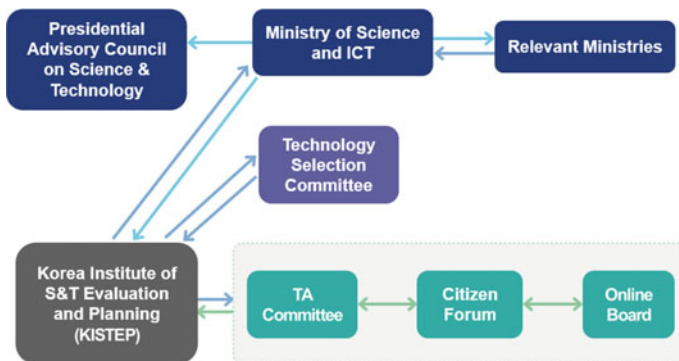 Presidential
Advisory Council
on Science &
Technology
Ministry of Science
and ICT
Relevant Ministries
Technology
Selection
Committee
Korea Institute of
S&T Evaluation
and Planning
(KISTEP)
TA
Committee
Citizen
Forum
Online
Board